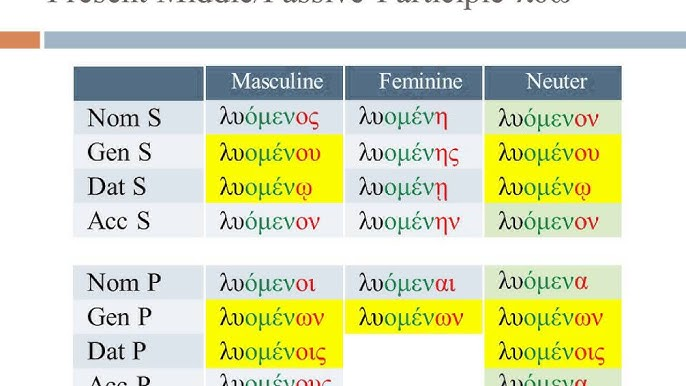 Present Middle/Passive Participle λύω
Masculine Feminine Neuter
Nom S λυόμενος λυομένη λυόμενον
Gen S λυομένου λυομένης λυομένου
Dat S λυομένῳ λυομένῃ λυομένῳ
Acc S λυόμενον λυομένην λυόμενον
Nom P λυόμενοι λυόμεναι λυόμενα
Gen P λυομένων λυομένων λυομένων
Dat P λυομένοις λυομένοις
Acc P λυομένους λυόμενα